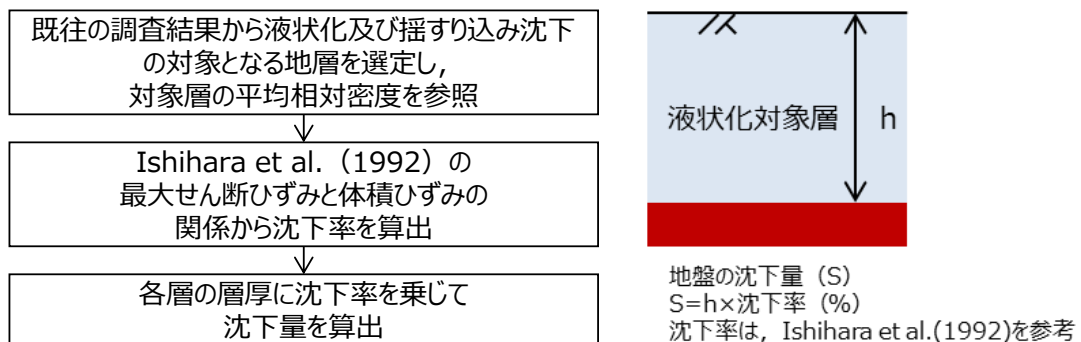 既往の調査結果から液状化及び揺すり込み沈下
の対象となる地層を選定し，
対象層の平均相対密度を参照
Ishihara et al.（1992）の
最大せん断ひずみと体積ひずみの
関係から沈下率を算出
各層の層厚に沈下率を乗じて
沈下量を算出
液状化対象層
h
地盤の沈下量（S）
S=h×沈下率（%）
沈下率は，Ishihara et al.(1992)を参考